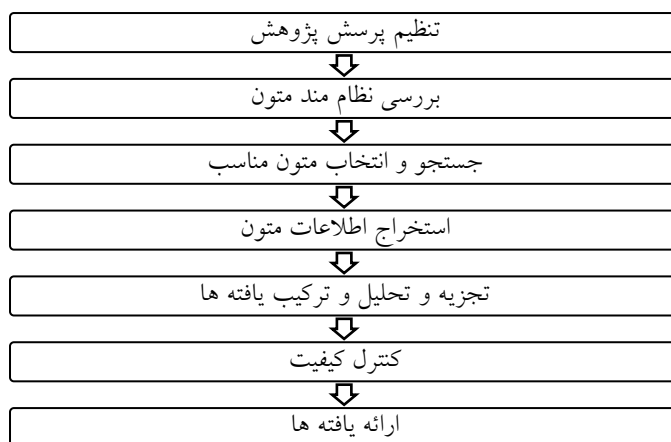 تنظیم پرسش پژوهش
بررسی نظام مند متون
جستجو و انتخاب متون مناسب
استخراج اطلاعات متون
تجزیه و تحلیل و ترکیب یافته ها
کنترل کیفیت
ارائه یافته ها